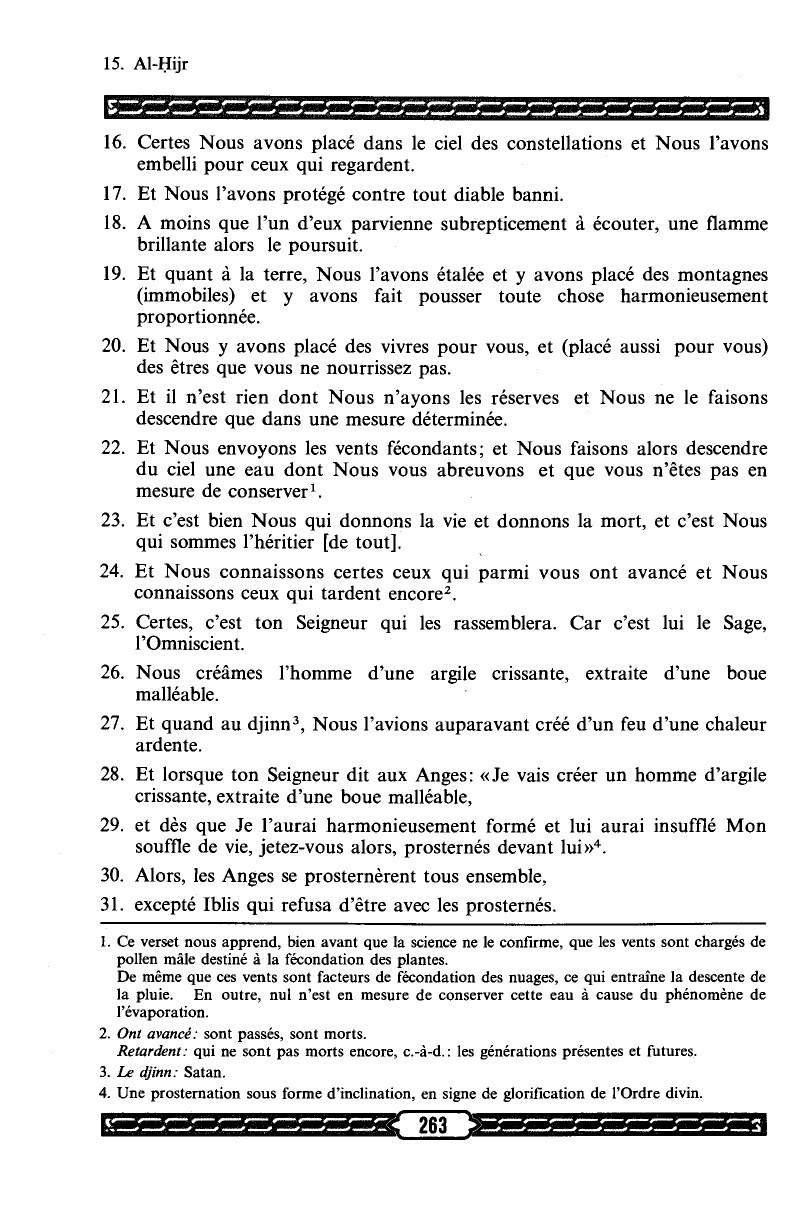 15. Al-Ḥijr
16. Certes Nous avons placé dans le ciel des constellations et Nous l'avons
embelli pour ceux qui regardent.
17. Et Nous l'avons protégé contre tout diable banni.
18. A moins que l'un d'eux parvienne subrepticement à écouter, une flamme
brillante alors le poursuit.
19. Et quant à la terre, Nous l'avons étalée et y avons placé des montagnes
(immobiles) et y avons fait pousser toute chose harmonieusement
proportionnée.
20. Et Nous y avons placé des vivres pour vous, et (placé aussi pour vous)
des êtres que vous ne nourrissez pas.
21. Et il n'est rien dont Nous n'ayons les réserves et Nous ne le faisons
descendre que dans une mesure déterminée.
22. Et Nous envoyons les vents fécondants; et Nous faisons alors descendre
du ciel une eau dont Nous vous abreuvons et que vous n'êtes pas en
mesure de conserver¹.
23. Et c'est bien Nous qui donnons la vie et donnons la mort, et c'est Nous
qui sommes l'héritier [de tout].
24. Et Nous connaissons certes ceux qui parmi vous ont avancé et Nous
connaissons ceux qui tardent encore².
25. Certes, c'est ton Seigneur qui les rassemblera. Car c'est lui le Sage,
l'Omniscient.
26. Nous créâmes l'homme d'une argile crissante, extraite d'une boue
malléable.
27. Et quand au djinn³, Nous l'avions auparavant créé d'un feu d'une chaleur
ardente.
28. Et lorsque ton Seigneur dit aux Anges: «Je vais créer un homme d'argile
crissante, extraite d'une boue malléable,
29. et dès que Je l'aurai harmonieusement formé et lui aurai insufflé Mon
souffle de vie, jetez-vous alors, prosternés devant lui»⁴.
30. Alors, les Anges se prosternèrent tous ensemble,
31. excepté Iblis qui refusa d'être avec les prosternés.
1. Ce verset nous apprend, bien avant que la science ne le confirme, que les vents sont chargés de
pollen mâle destiné à la fécondation des plantes.
De même que ces vents sont facteurs de fécondation des nuages, ce qui entraîne la descente de
la pluie. En outre, nul n'est en mesure de conserver cette eau à cause du phénomène de
l'évaporation.
2. Ont avancé: sont passés, sont morts.
Retardent: qui ne sont pas morts encore, c.-à-d.: les générations présentes et futures.
3. Le djinn: Satan.
4. Une prosternation sous forme d'inclination, en signe de glorification de l'Ordre divin.
263